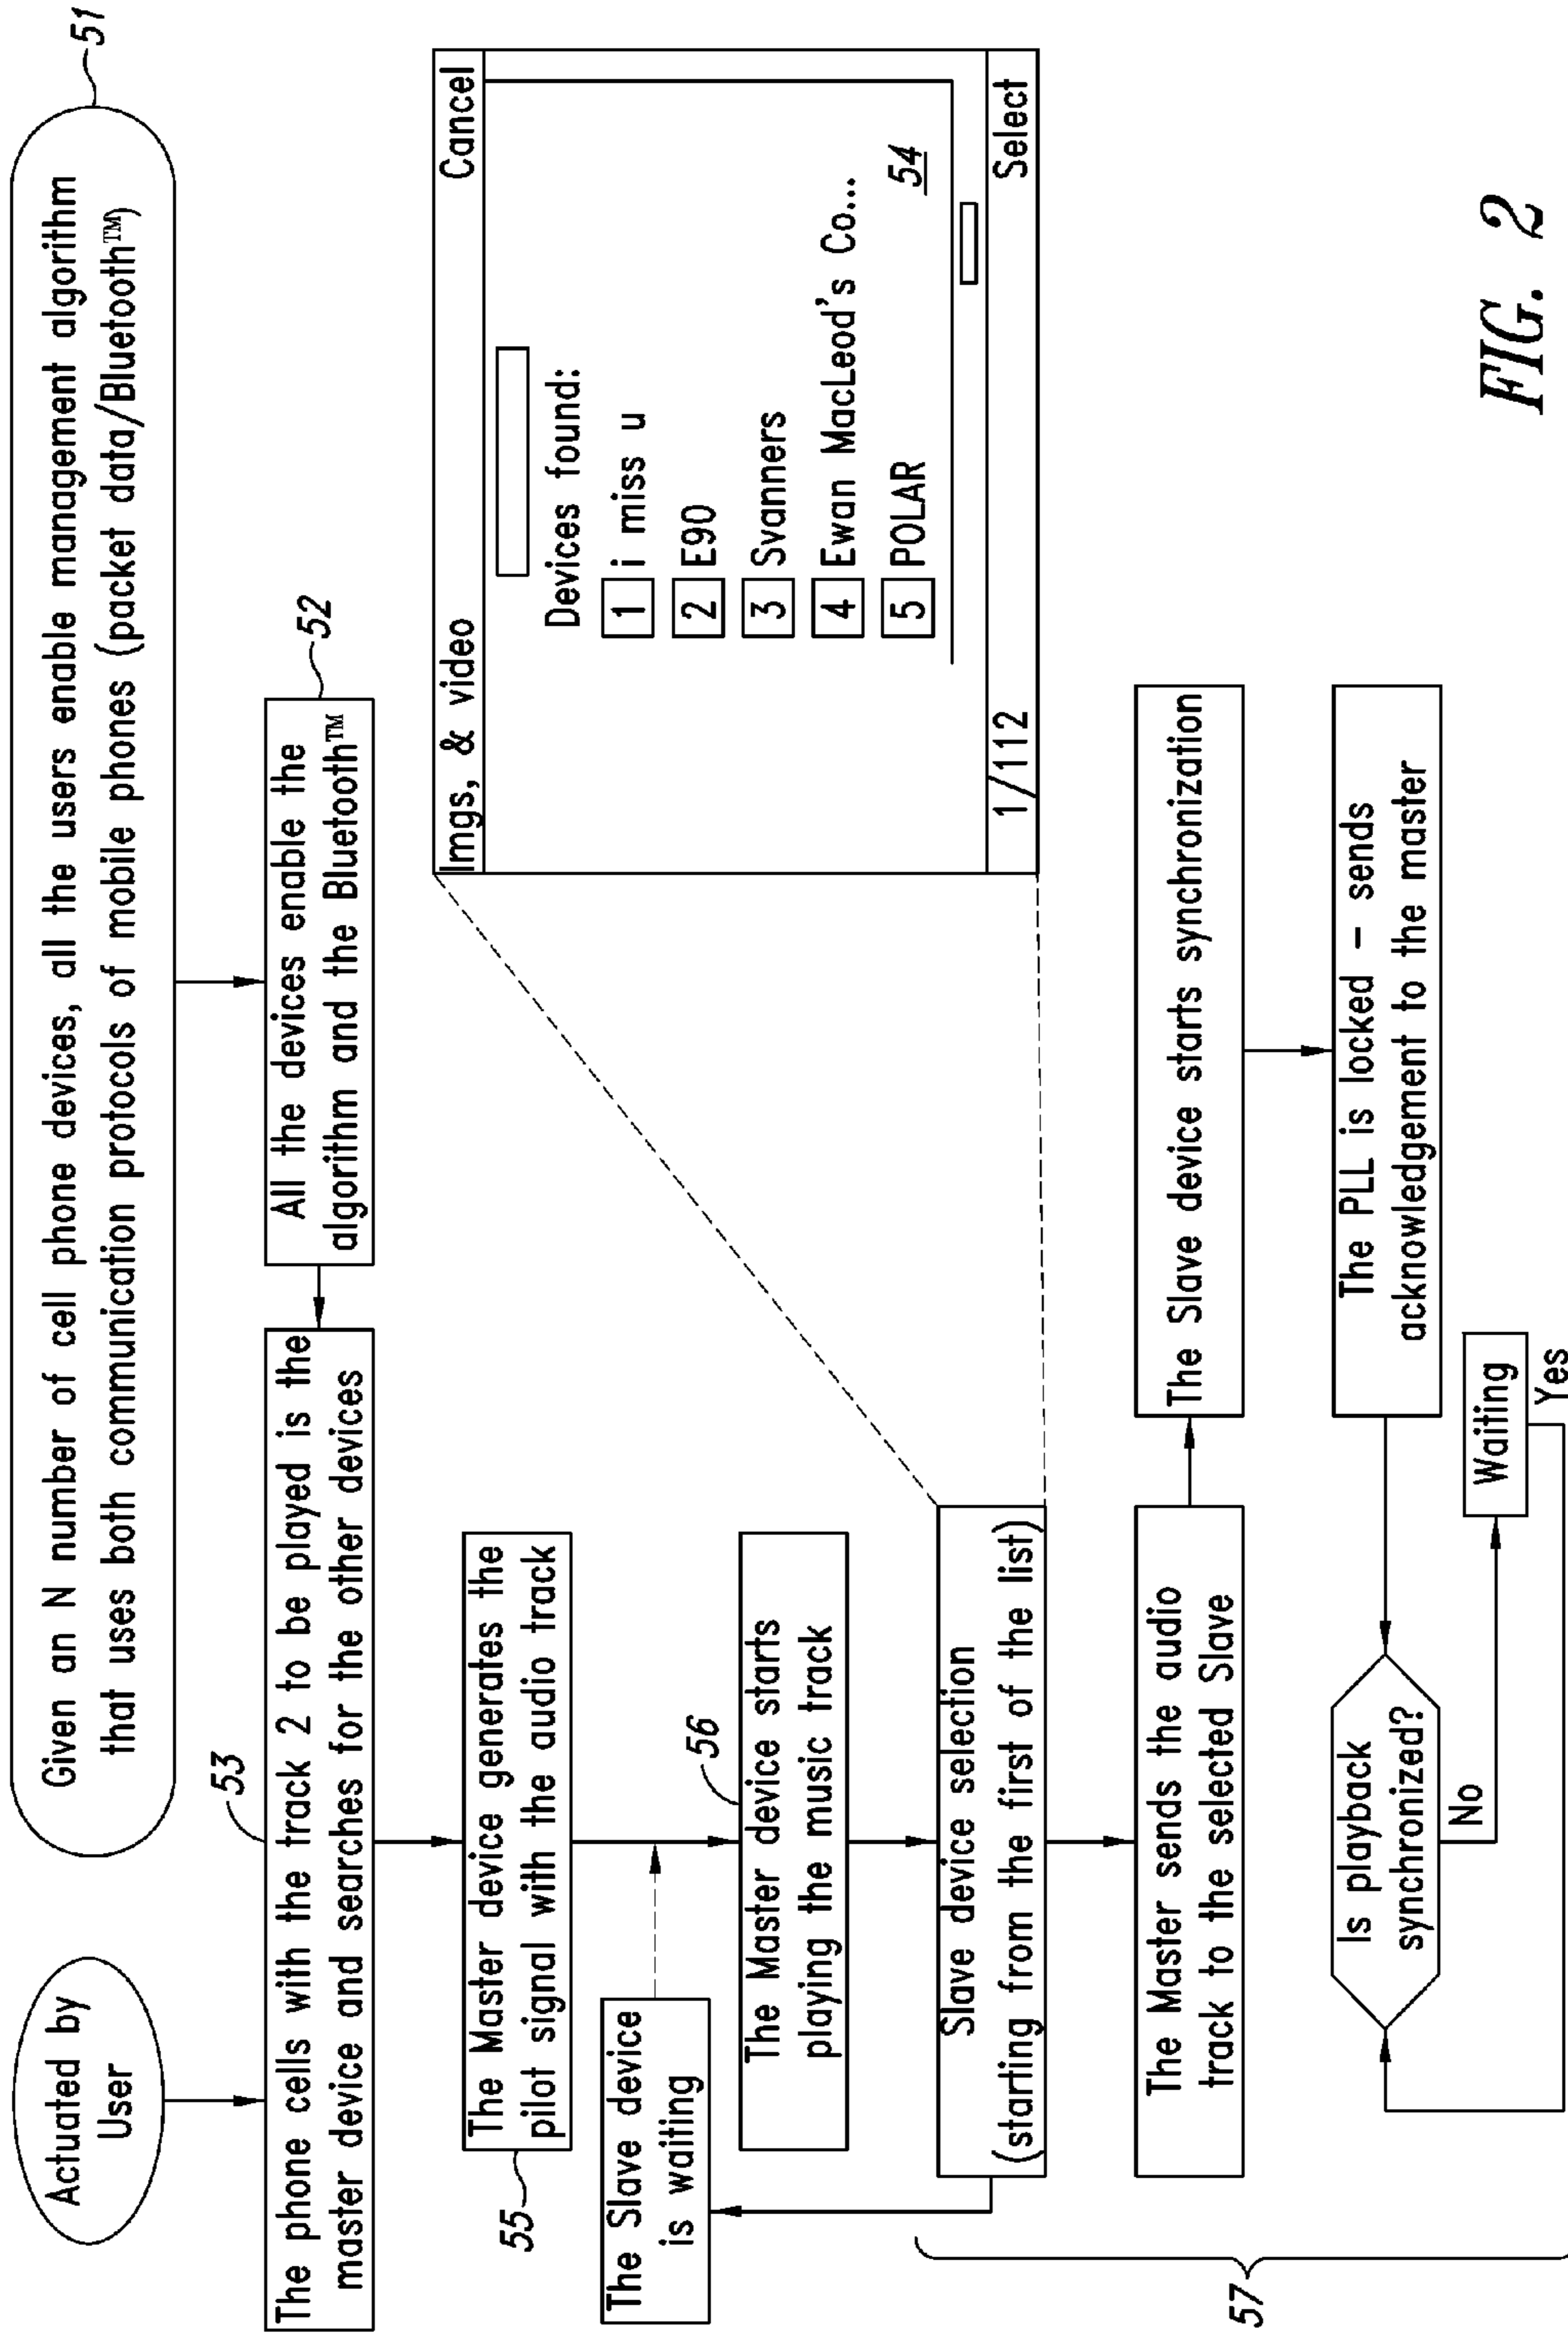 Actuated by
User
Given an N number of cell phone devices, all the users enable management algorithm
that uses both communication protocols of mobile phones (packet data/Bluetooth™)
51
53
The phone cells with the track 2 to be played is the
master device and searches for the other devices
All the devices enable the
algorithm and the Bluetooth™
52
The Master device generates the
pilot signal with the audio track
55
The Slave device
is waiting
56
The Master device starts
playing the music track
Slave device selection
(starting from the first of the list)
Imgs, & video
Cancel
Devices found:
1 i miss u
2 E90
3 Svanners
4 Ewan MacLeod's Co...
5 POLAR
54
1/112
Select
57
The Master sends the audio
track to the selected Slave
The Slave device starts synchronization
The PLL is locked – sends
acknowledgement to the master
Is playback
synchronized?
No
Waiting
Yes
FIG. 2